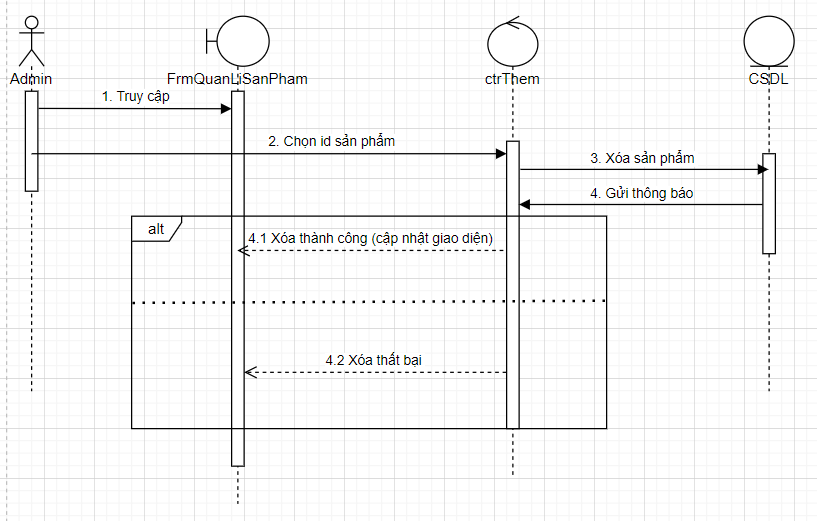 Admin
FrmQuanLiSanPham
ctrThem
CSDL
1. Truy cập
2. Chọn id sản phẩm
3. Xóa sản phẩm
4. Gửi thông báo
alt
4.1 Xóa thành công (cập nhật giao diện)
4.2 Xóa thất bại